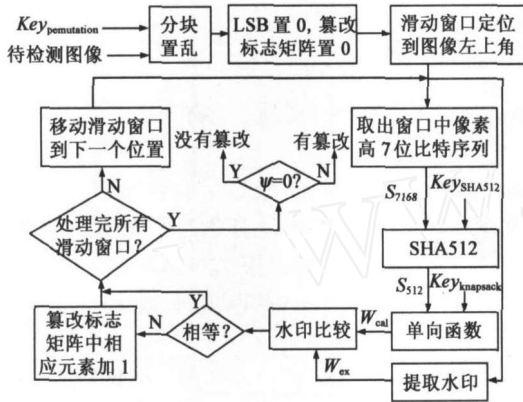 Key_pemutation
待检测图像
分块
置乱
LSB 置 0, 篡改
标志矩阵置 0
滑动窗口定位
到图像左上角
移动滑动窗口
到下一个位置
没有篡改
有篡改
取出窗口中像素
高 7 位比特序列
Y
ψ=0?
N
N
S_7168
Key_SHA512
处理完所有
滑动窗口?
Y
SHA512
S_512
Key_knapsack
篡改标志
矩阵中相
应元素加 1
N
Y
相等?
水印比较
W_cal
单向函数
W_ex
提取水印